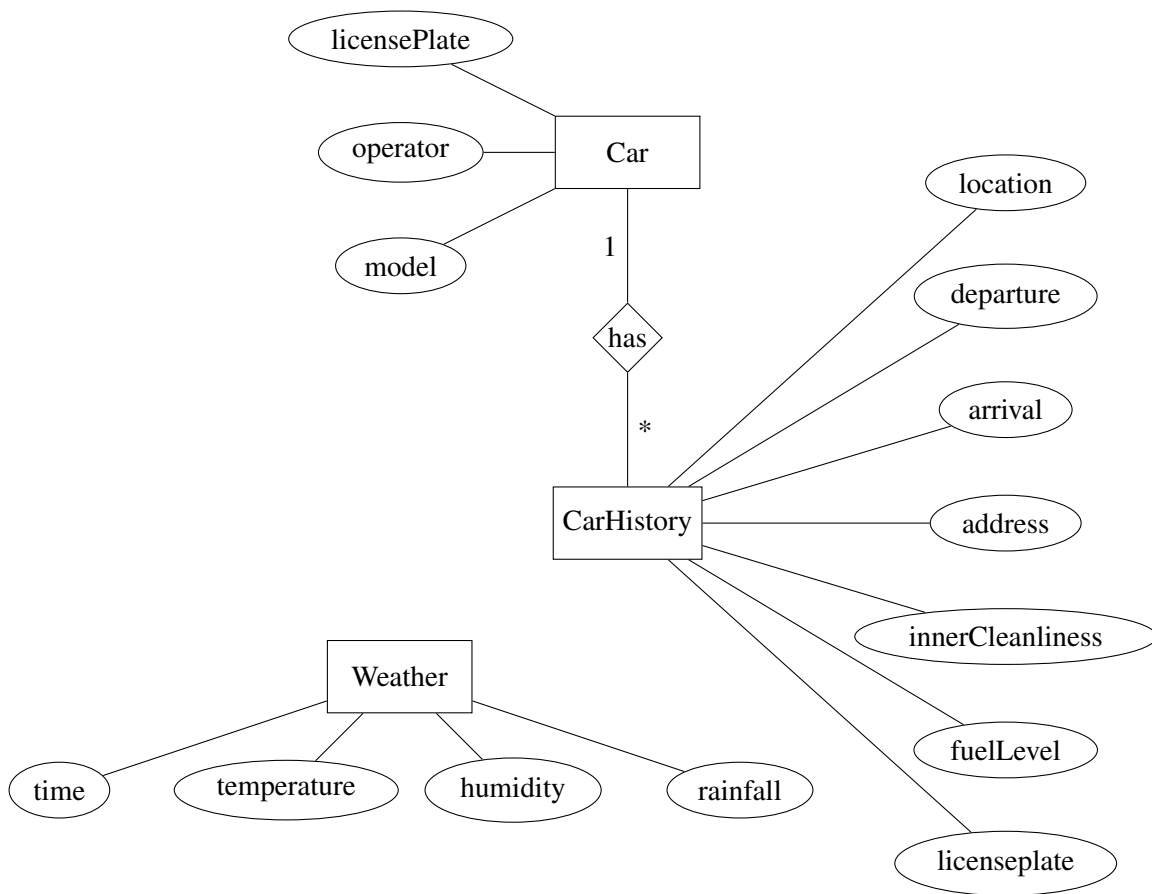 licensePlate
operator
Car
model
1
has
*
location
departure
arrival
CarHistory
address
innerCleanliness
fuelLevel
licenseplate
Weather
time
temperature
humidity
rainfall